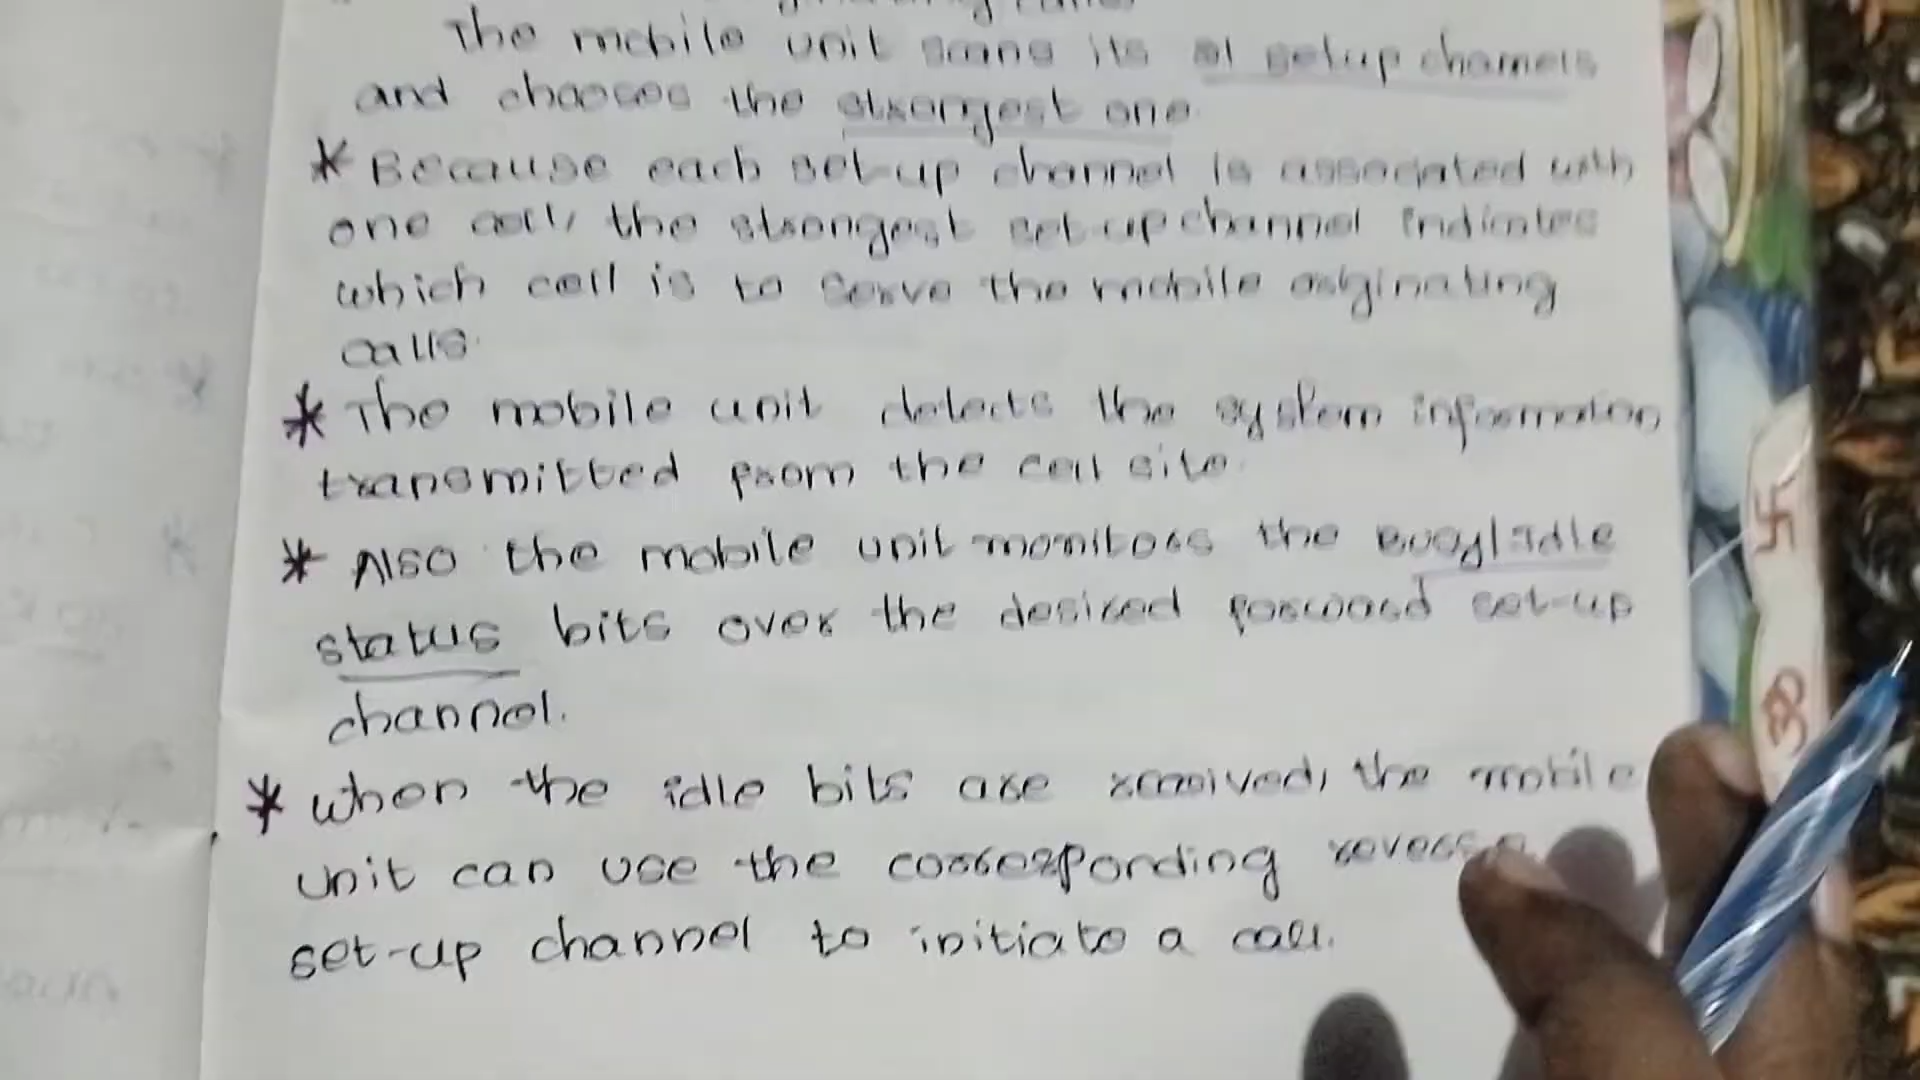 The mobile unit scans its 21 setup channels
and chooses the strongest one.
* Because each set-up channel is associated with
one cell, the strongest set-up channel indicates
which cell is to serve the mobile originating
calls.
* The mobile unit detects the system information
transmitted from the cell site.
* Also the mobile unit monitors the Busy/Idle
status bits over the desired forward set-up
channel.
* When the idle bits are received, the mobile
unit can use the corresponding reverse
set-up channel to initiate a call.